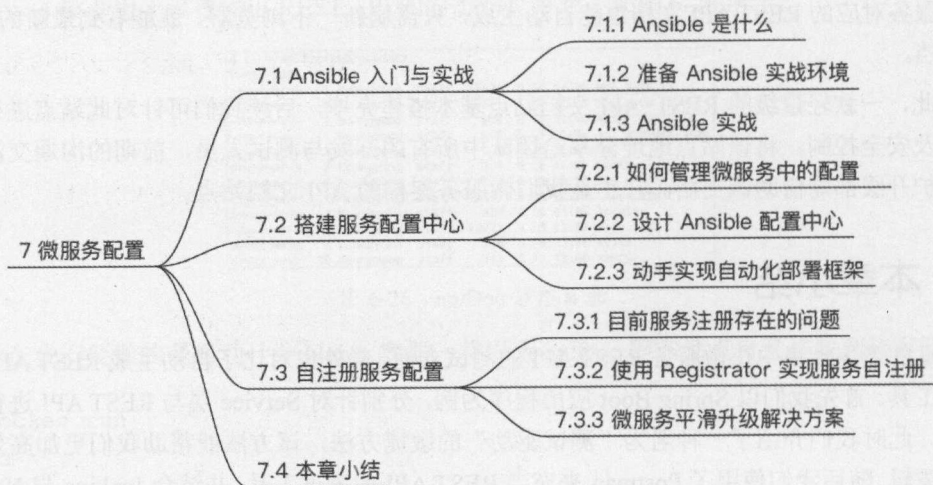 7 微服务配置
7.1 Ansible 入门与实战
7.1.1 Ansible 是什么
7.1.2 准备 Ansible 实战环境
7.1.3 Ansible 实战
7.2 搭建服务配置中心
7.2.1 如何管理微服务中的配置
7.2.2 设计 Ansible 配置中心
7.2.3 动手实现自动化部署框架
7.3 自注册服务配置
7.3.1 目前服务注册存在的问题
7.3.2 使用 Registrator 实现服务自注册
7.3.3 微服务平滑升级解决方案
7.4 本章小结